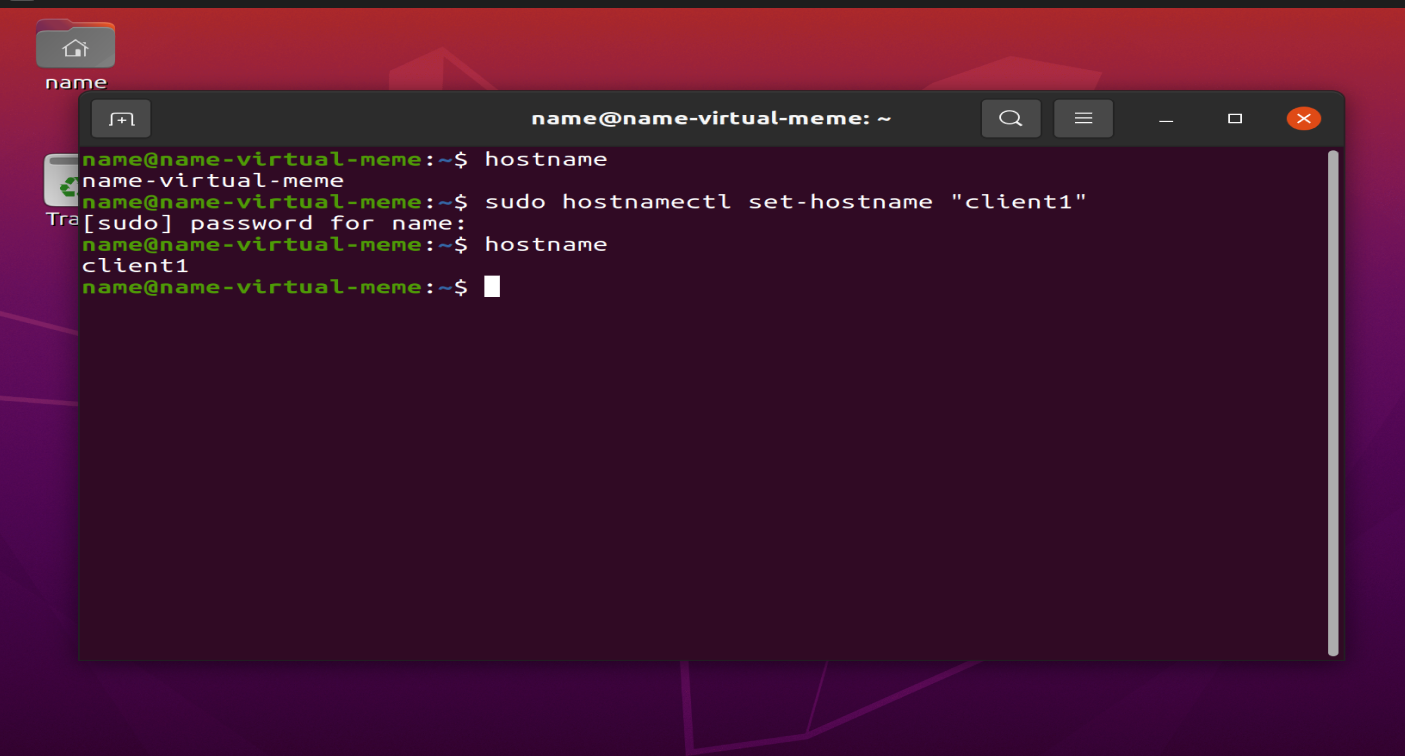 name
name@name-virtual-meme: ~
name@name-virtual-meme:~$ hostname
name-virtual-meme
name@name-virtual-meme:~$ sudo hostnamectl set-hostname "client1"
[sudo] password for name:
name@name-virtual-meme:~$ hostname
client1
name@name-virtual-meme:~$
Tra